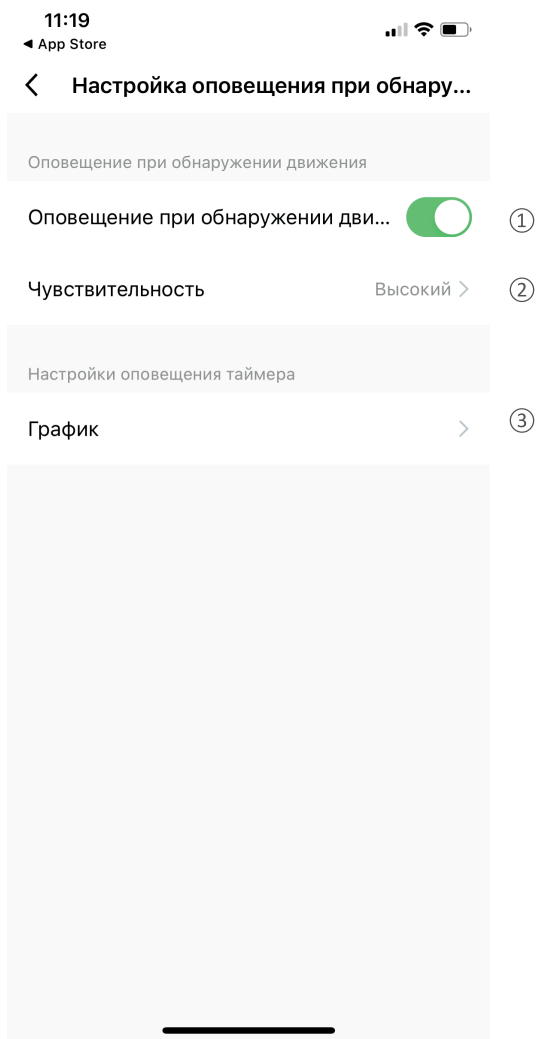 11:19
◀ App Store
Настройка оповещения при обнару...
Оповещение при обнаружении движения
Оповещение при обнаружении дви... ①
Чувствительность Высокий ②
Настройки оповещения таймера
График ③